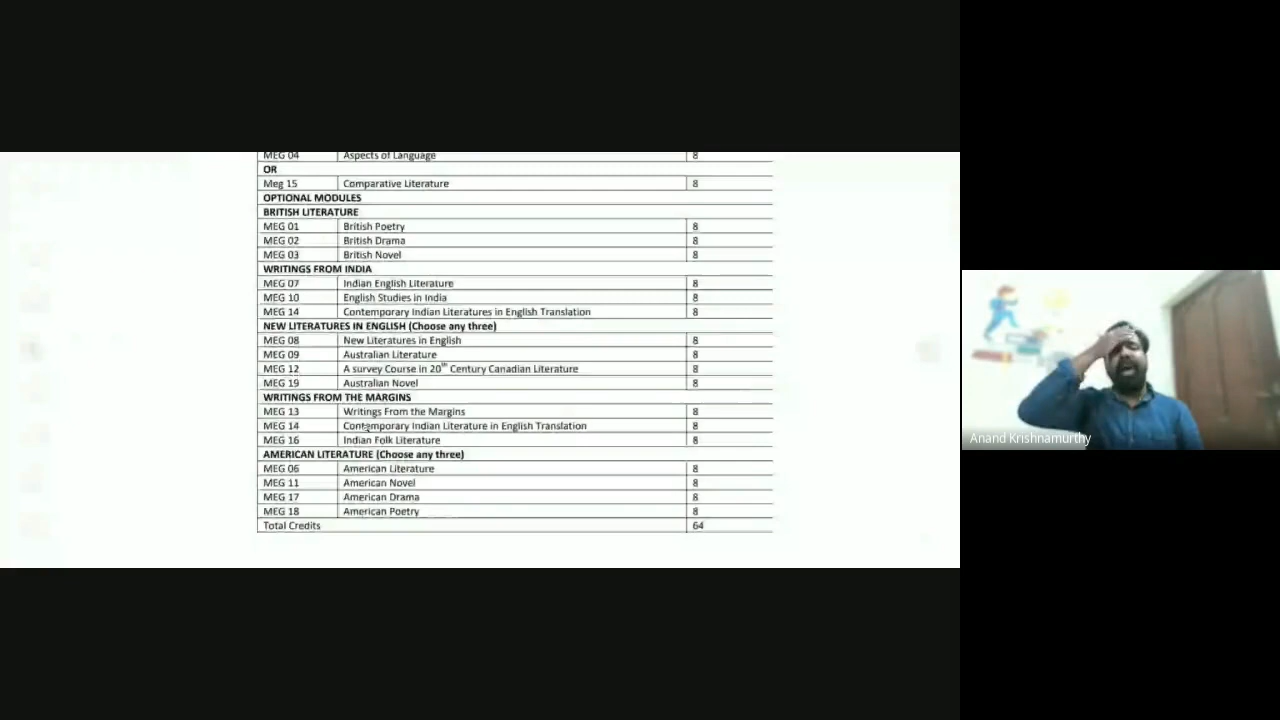 MEG 04 Aspects of Language 8
OR
Meg 15 Comparative Literature 8
OPTIONAL MODULES
BRITISH LITERATURE
MEG 01 British Poetry 8
MEG 02 British Drama 8
MEG 03 British Novel 8
WRITINGS FROM INDIA
MEG 07 Indian English Literature 8
MEG 10 English Studies in India 8
MEG 14 Contemporary Indian Literatures in English Translation 8
NEW LITERATURES IN ENGLISH (Choose any three)
MEG 08 New Literatures in English 8
MEG 09 Australian Literature 8
MEG 12 A survey Course in 20th Century Canadian Literature 8
MEG 19 Australian Novel 8
WRITINGS FROM THE MARGINS
MEG 13 Writings From the Margins 8
MEG 14 Contemporary Indian Literature in English Translation 8
MEG 16 Indian Folk Literature 8
AMERICAN LITERATURE (Choose any three)
MEG 06 American Literature 8
MEG 11 American Novel 8
MEG 17 American Drama 8
MEG 18 American Poetry 8
Total Credits 64
Anand Krishnamurthy